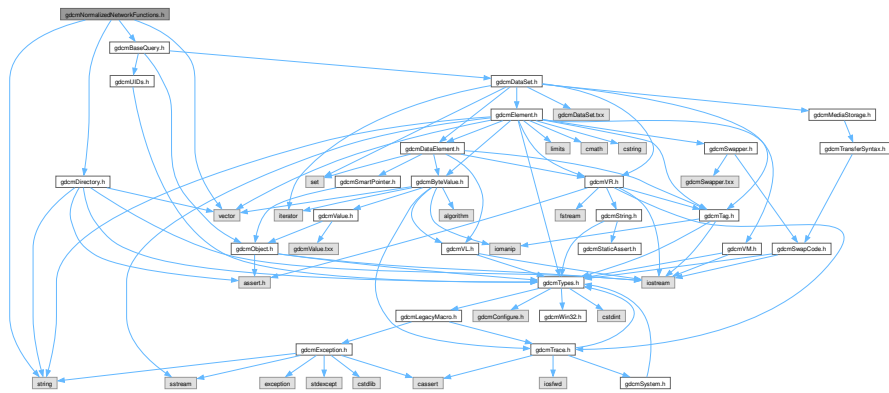 gdcmNormalizedNetworkFunctions.h
gdcmBaseQuery.h
gdcmUIDs.h
gdcmDataSet.h
gdcmElement.h
gdcmDataSet.txx
gdcmMediaStorage.h
gdcmDataElement.h
limits
cmath
cstring
gdcmSwapper.h
gdcmTransferSyntax.h
gdcmDirectory.h
set
gdcmSmartPointer.h
gdcmByteValue.h
gdcmVR.h
gdcmSwapper.txx
vector
iterator
gdcmValue.h
algorithm
fstream
gdcmString.h
gdcmTag.h
gdcmObject.h
gdcmValue.txx
gdcmVL.h
iomanip
gdcmStaticAssert.h
gdcmVM.h
gdcmSwapCode.h
assert.h
gdcmTypes.h
iostream
gdcmLegacyMacro.h
gdcmConfigure.h
gdcmWin32.h
cstdint
gdcmException.h
gdcmTrace.h
string
sstream
exception
stdexcept
cstdlib
cassert
iosfwd
gdcmSystem.h